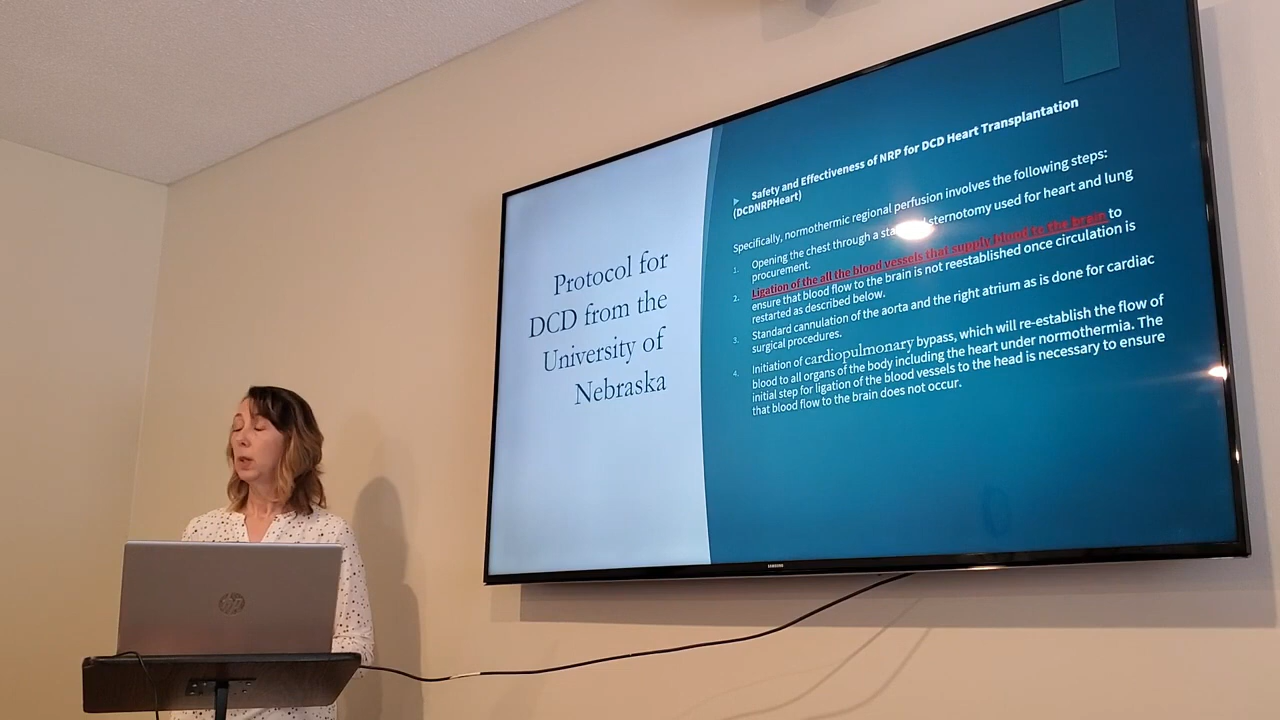 Protocol for
DCD from the
University of
Nebraska
Safety and Effectiveness of NRP for DCD Heart Transplantation
(DCDNRPHeart)
Specifically, normothermic regional perfusion involves the following steps:
1. Opening the chest through a sternotomy used for heart and lung
procurement.
2. Ligation of the all the blood vessels that supply blood to the brain to
ensure that blood flow to the brain is not reestablished once circulation is
restarted as described below.
3. Standard cannulation of the aorta and the right atrium as is done for cardiac
surgical procedures.
4. Initiation of cardiopulmonary bypass, which will re-establish the flow of
blood to all organs of the body including the heart under normothermia. The
initial step for ligation of the blood vessels to the head is necessary to ensure
that blood flow to the brain does not occur.
SAMSUNG
hp